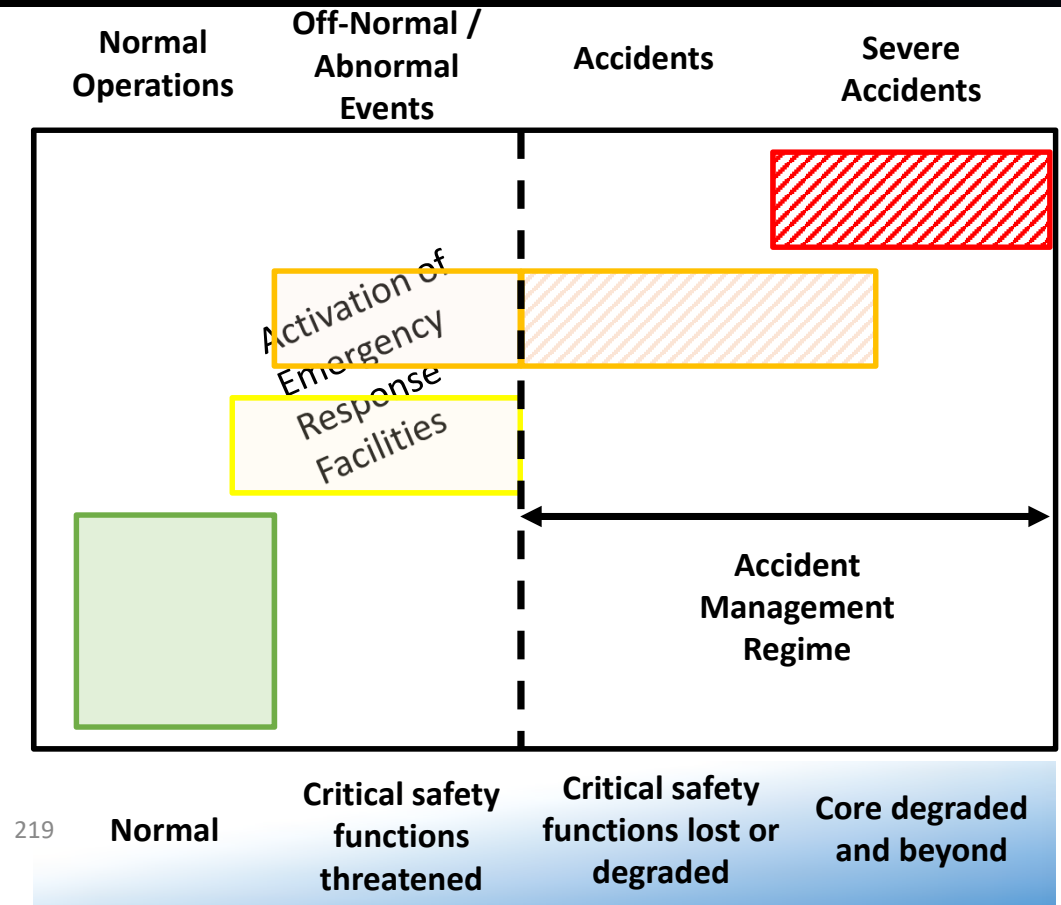 Normal
Operations
Off-Normal /
Abnormal
Events
Accidents
Severe
Accidents
Activation of
Emergency
Response
Facilities
Accident
Management
Regime
219
Normal
Critical safety
functions
threatened
Critical safety
functions lost or
degraded
Core degraded
and beyond